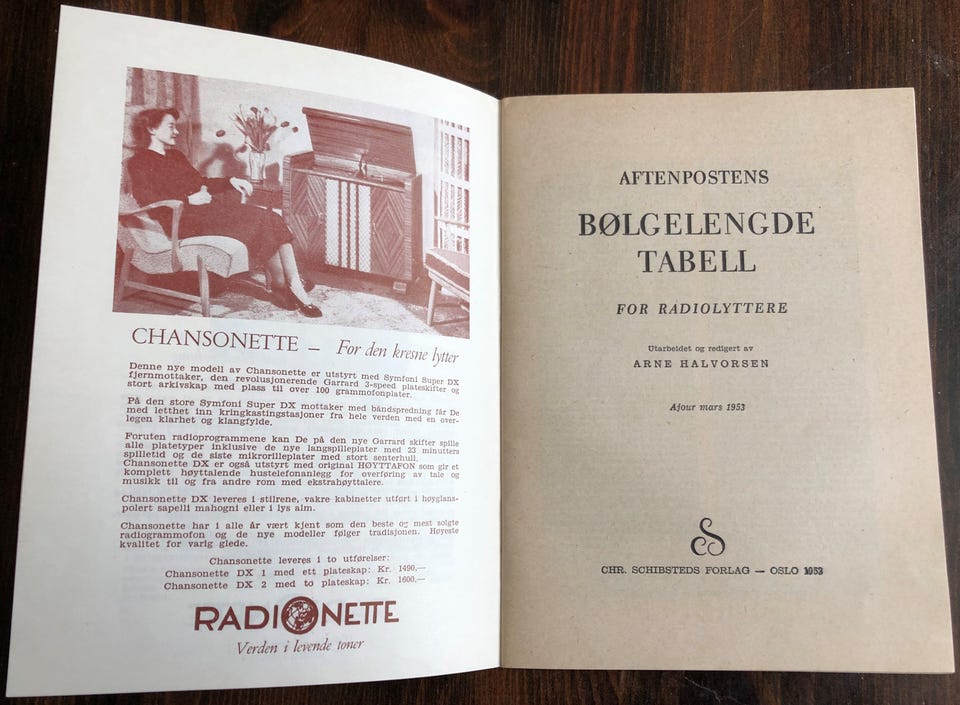 CHANSONETTE – For den kresne lytter
Denne nye modell av Chansonette er utstyrt med Symfoni Super DX
fjernmottaker, den revolusjonerende Garrard 3-speed plateskifter og
stort arkivskap med plass til over 100 grammofonplater.
På den store Symfoni Super DX mottaker med båndspredning får De
med letthet inn kringkastingstasjoner fra hele verden med en over-
legen klarhet og klangfylde.
Foruten radioprogrammene kan De på den nye Garrard skifter spille
alle platetyper inklusive de nye langspilleplater med 23 minutters
spilletid og de siste mikrorilleplater med stort senterhull.
Chansonette DX er også utstyrt med original HØYTTAFON som gir et
komplett høyttalende hustelefonanlegg for overføring av tale og
musikk til og fra andre rom med ekstrahøyttalere.
Chansonette DX leveres i stilrene, vakre kabinetter utført i høyglans-
polert sapelli mahogni eller i lys alm.
Chansonette har i alle år vært kjent som den beste og mest solgte
radiogrammofon og de nye modeller følger tradisjonen. Høyeste
kvalitet for varig glede.
Chansonette leveres i to utførelser:
Chansonette DX 1 med ett plateskap: Kr. 1490,—
Chansonette DX 2 med to plateskap: Kr. 1600,—
RADIONETTE
Verden i levende toner
AFTENPOSTENS
BØLGELENGDE
TABELL
FOR RADIOLYTTERE
Utarbeidet og redigert av
ARNE HALVORSEN
Ajour mars 1953
CHR. SCHIBSTEDS FORLAG — OSLO 1953